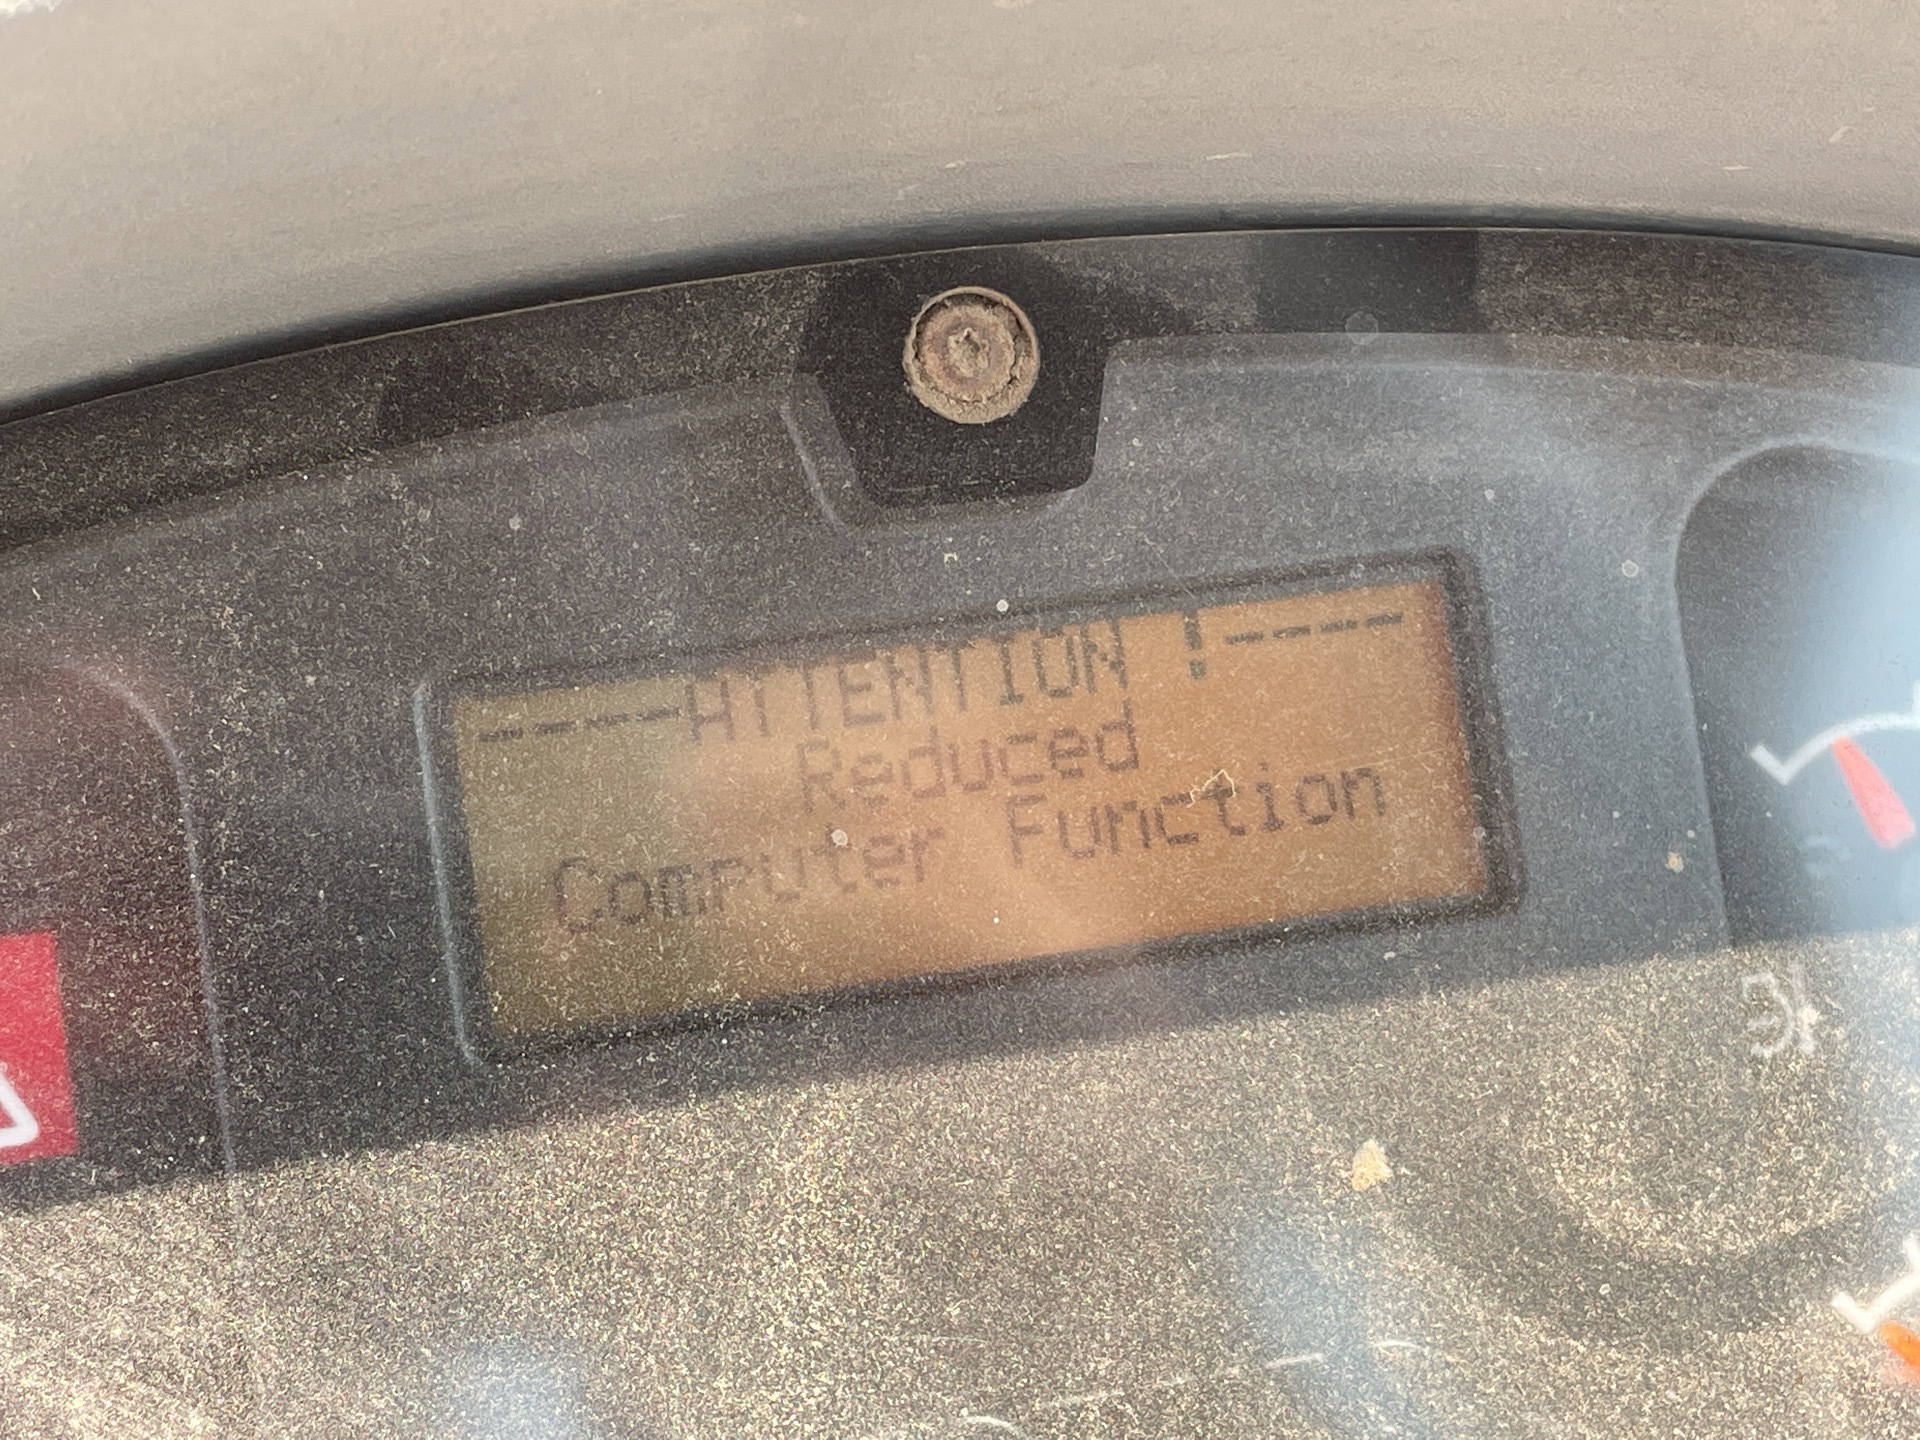 -----ATTENTION !-----
Reduced
Computer Function